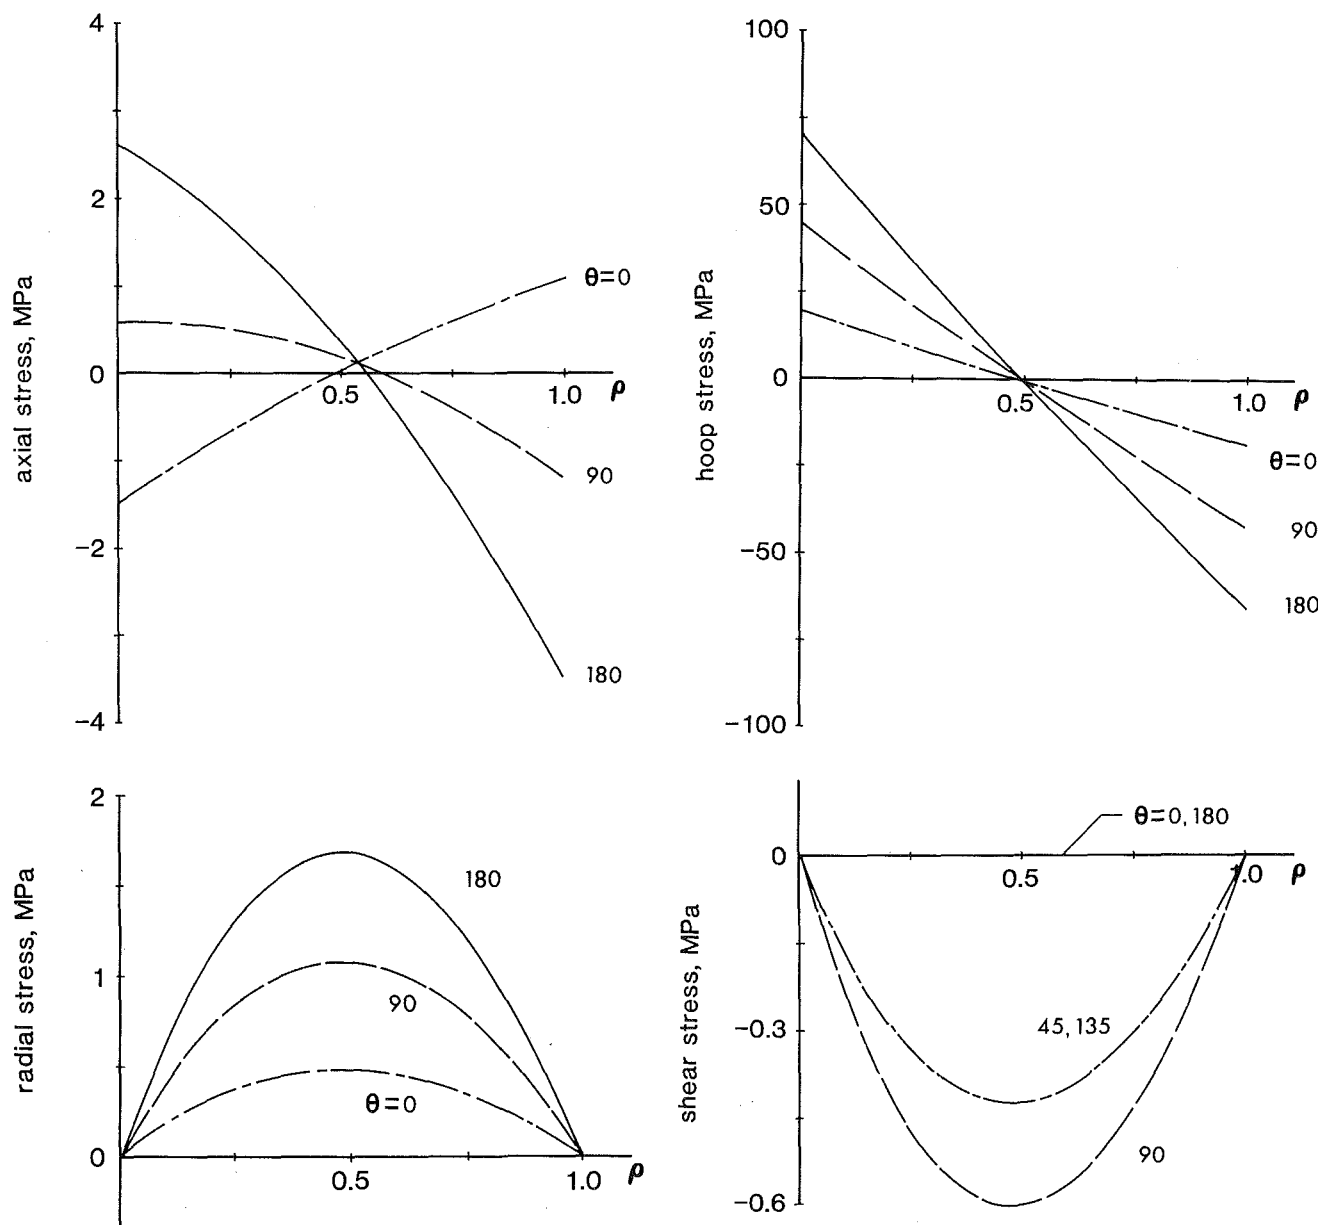 4
2
0
−2
−4
axial stress, MPa
0.5
1.0
ρ
θ=0
90
180
100
50
0
−50
−100
hoop stress, MPa
0.5
1.0
ρ
θ=0
90
180
2
1
0
radial stress, MPa
180
90
θ=0
0.5
1.0
ρ
0
−0.3
−0.6
shear stress, MPa
θ=0,180
0.5
1.0
ρ
45,135
90